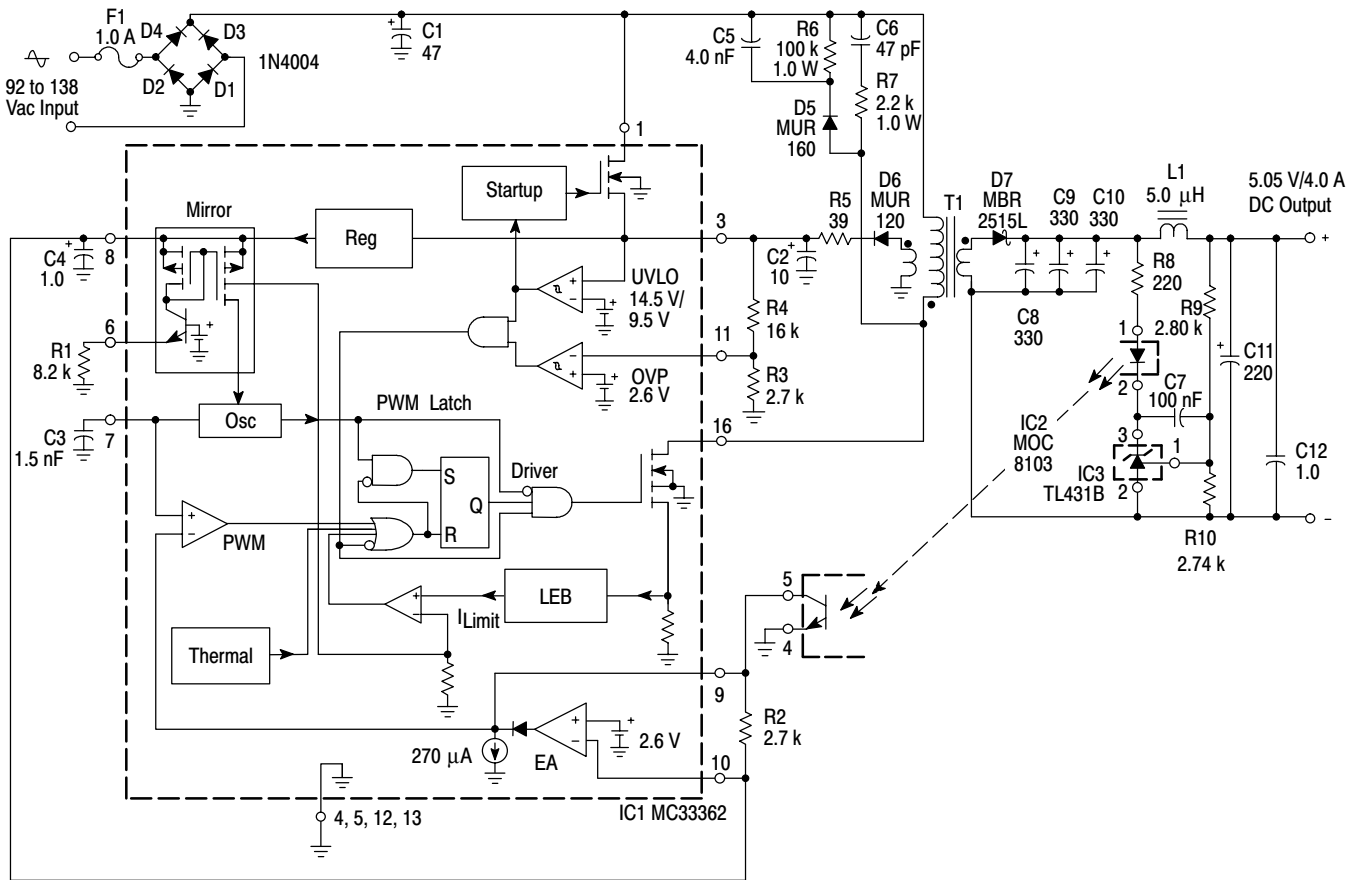 F1
1.0 A
D4
D3
D2
D1
1N4004
92 to 138
Vac Input
C1
47
C5
4.0 nF
R6
100 k
1.0 W
C6
47 pF
R7
2.2 k
1.0 W
D5
MUR
160
1
Startup
Mirror
Reg
8
C4
1.0
6
R1
8.2 k
C3
1.5 nF
7
Osc
3
UVLO
14.5 V/
9.5 V
OVP
2.6 V
11
C2
10
R5
39
D6
MUR
120
R4
16 k
R3
2.7 k
T1
D7
MBR
2515L
C9
330
C10
330
C8
330
L1
5.0 μH
5.05 V/4.0 A
DC Output
+
–
R8
220
R9
2.80 k
1
2
C7
100 nF
C11
220
C12
1.0
IC2
MOC
8103
3
1
IC3
TL431B
2
R10
2.74 k
PWM Latch
S
Q
R
Driver
16
PWM
LEB
ILimit
Thermal
5
4
9
R2
2.7 k
10
270 μA
EA
2.6 V
4, 5, 12, 13
IC1 MC33362